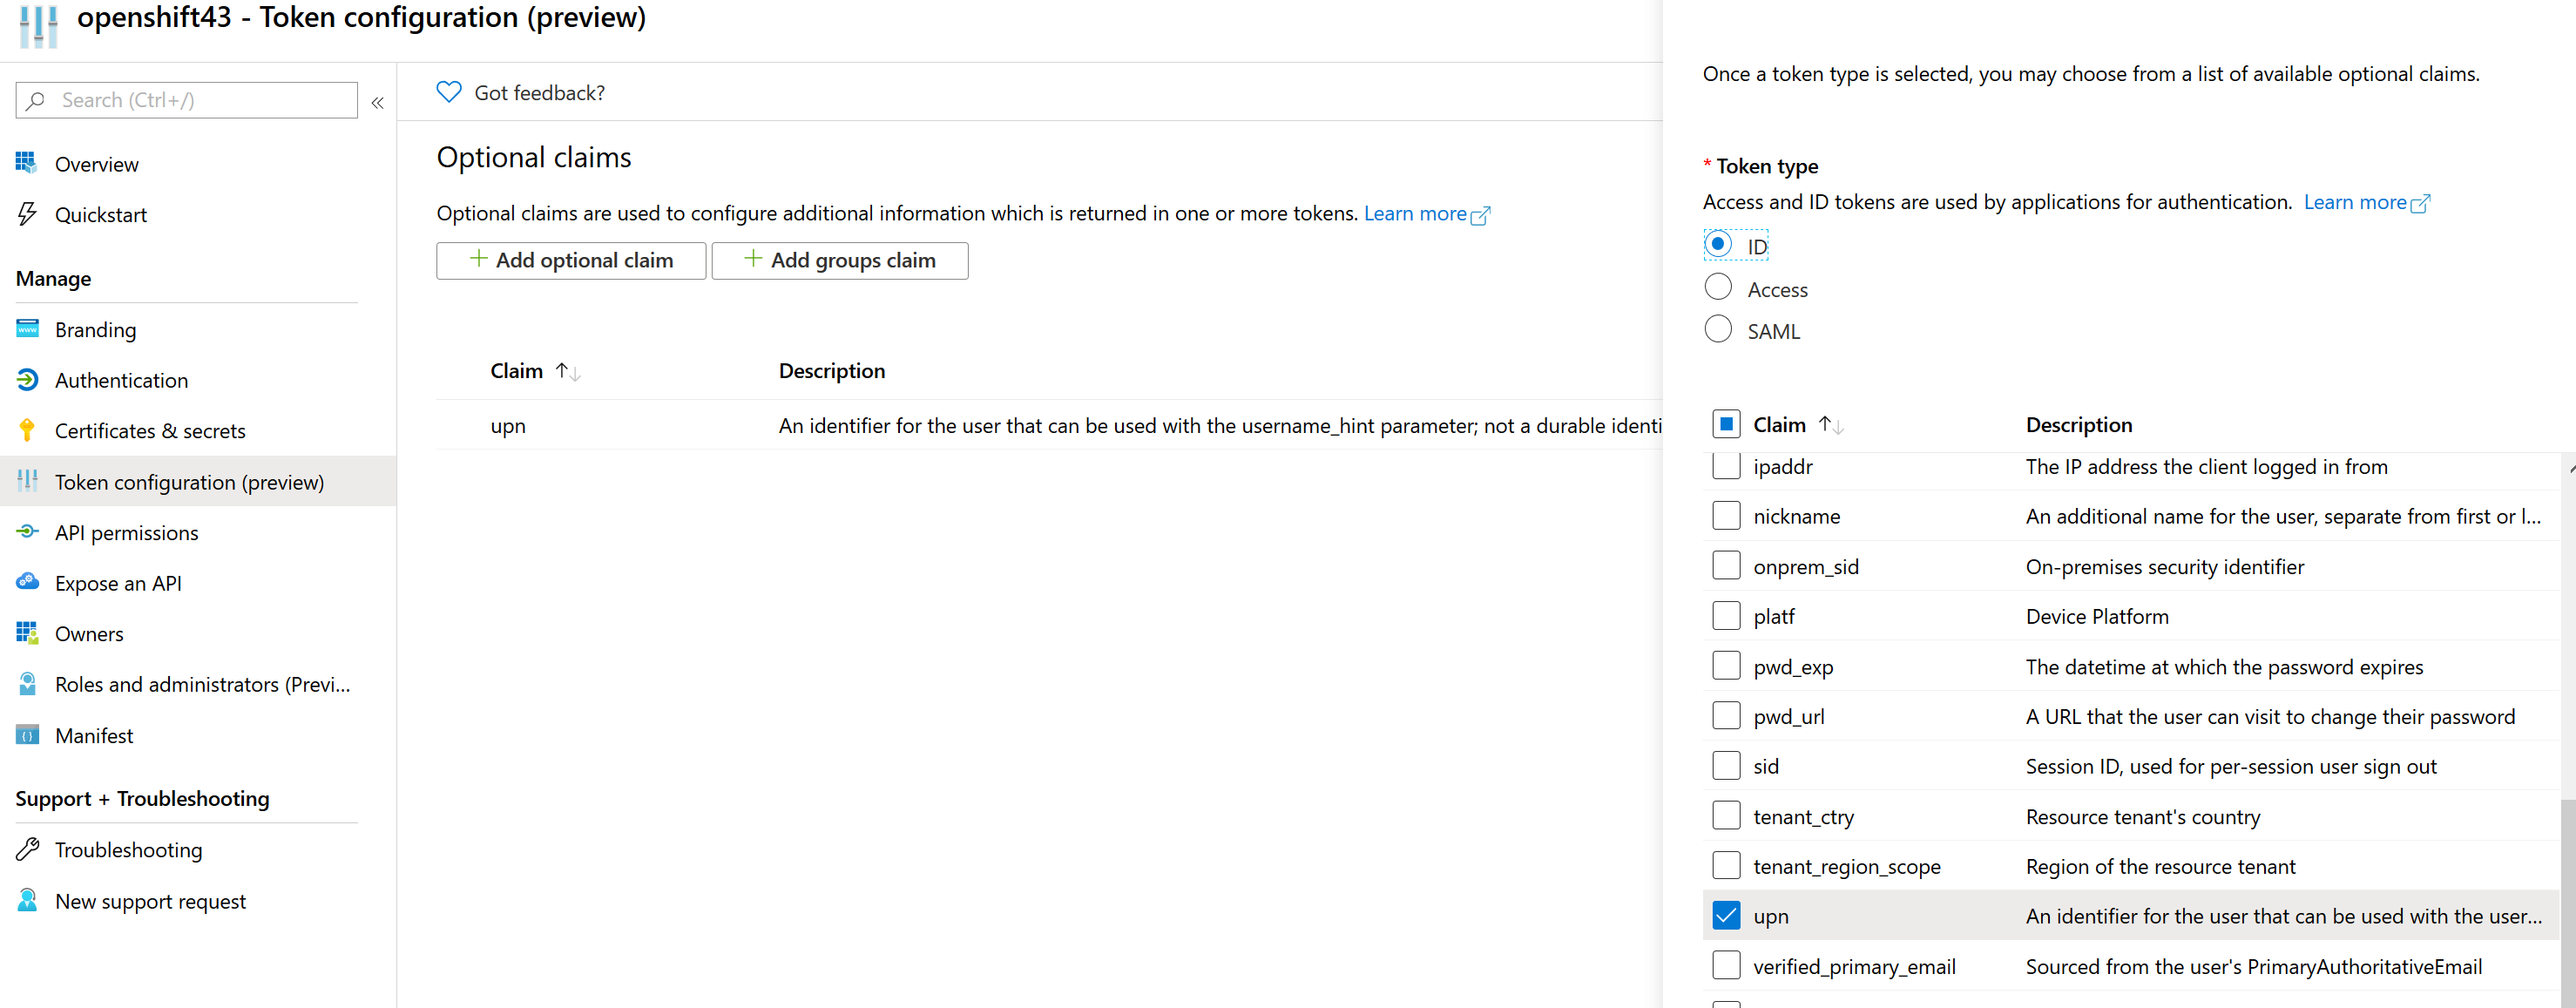 openshift43 - Token configuration (preview)
Search (Ctrl+/)
Overview
Quickstart
Manage
Branding
Authentication
Certificates & secrets
Token configuration (preview)
API permissions
Expose an API
Owners
Roles and administrators (Previ...
Manifest
Support + Troubleshooting
Troubleshooting
New support request
Got feedback?
Optional claims
Optional claims are used to configure additional information which is returned in one or more tokens. Learn more
+ Add optional claim + Add groups claim
Claim Description
upn An identifier for the user that can be used with the username_hint parameter; not a durable identi
Once a token type is selected, you may choose from a list of available optional claims.
* Token type
Access and ID tokens are used by applications for authentication. Learn more
ID
Access
SAML
Claim Description
ipaddr The IP address the client logged in from
nickname An additional name for the user, separate from first or l...
onprem_sid On-premises security identifier
platf Device Platform
pwd_exp The datetime at which the password expires
pwd_url A URL that the user can visit to change their password
sid Session ID, used for per-session user sign out
tenant_ctry Resource tenant's country
tenant_region_scope Region of the resource tenant
upn An identifier for the user that can be used with the user...
verified_primary_email Sourced from the user's PrimaryAuthoritativeEmail